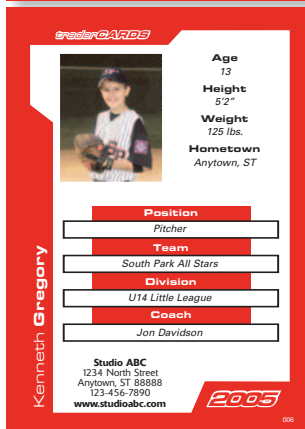 traderCARDS
Age
13
Height
5'2"
Weight
125 lbs.
Hometown
Anytown, ST
Position
Pitcher
Team
South Park All Stars
Division
U14 Little League
Coach
Jon Davidson
Kenneth Gregory
Studio ABC
1234 North Street
Anytown, ST 88888
123-456-7890
www.studioabc.com
2005
006